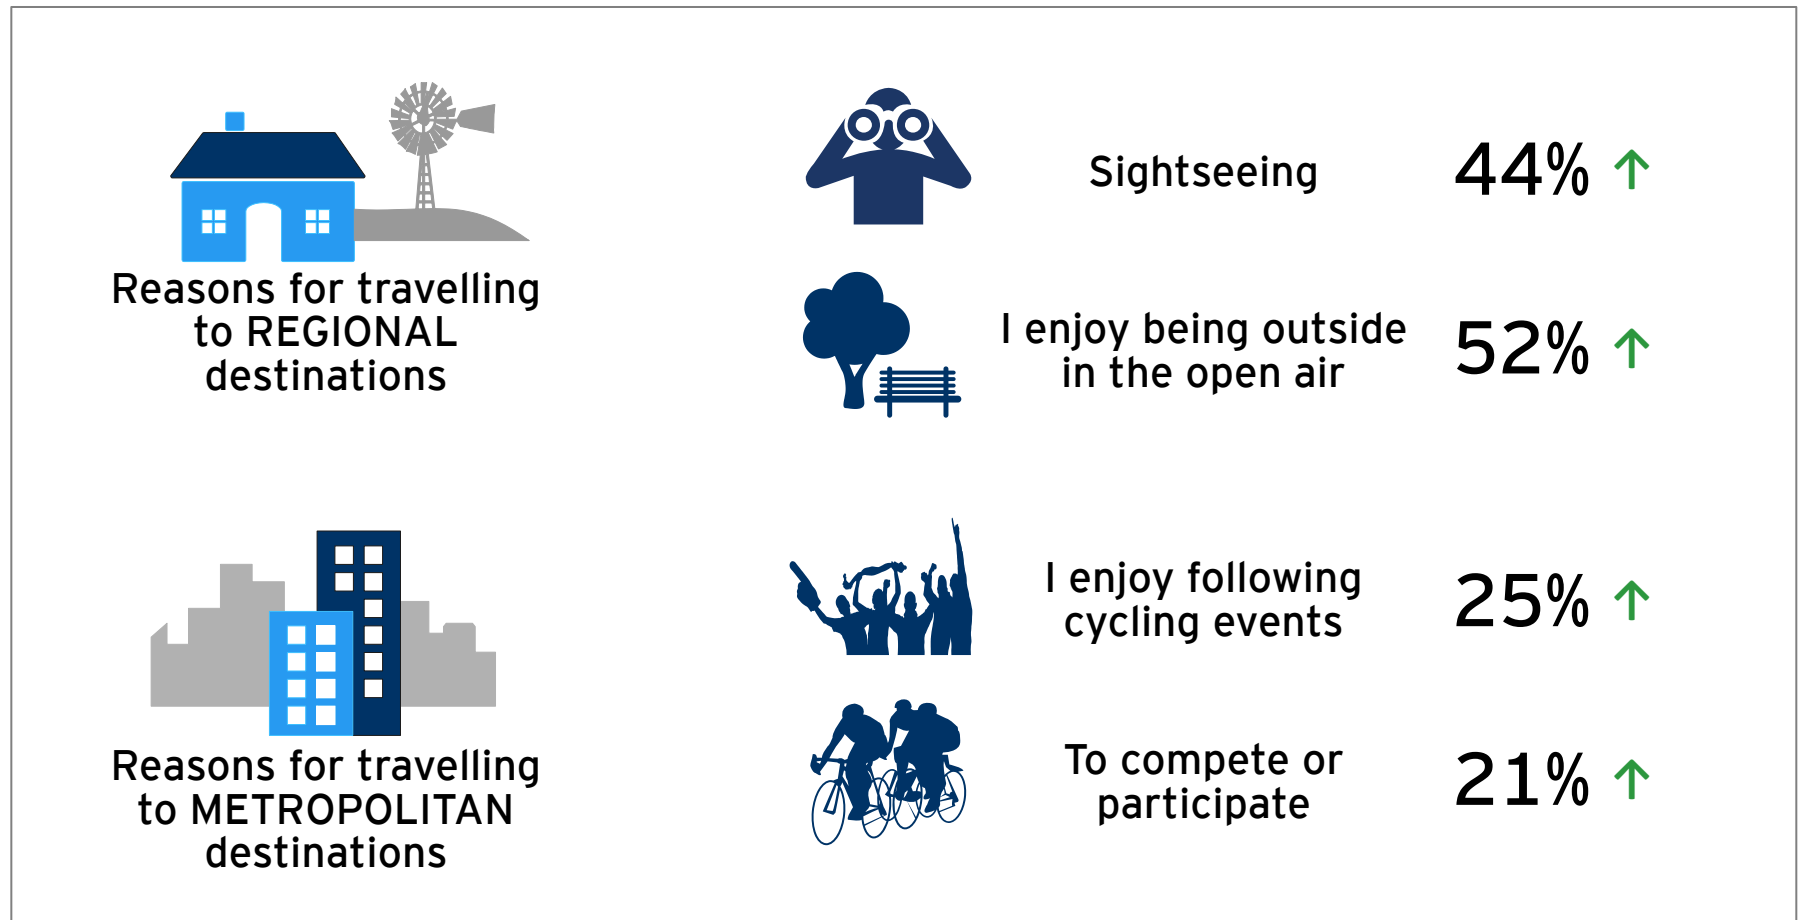 Reasons for travelling
to REGIONAL
destinations
Sightseeing
44% ↑
I enjoy being outside
in the open air
52% ↑
Reasons for travelling
to METROPOLITAN
destinations
I enjoy following
cycling events
25% ↑
To compete or
participate
21% ↑